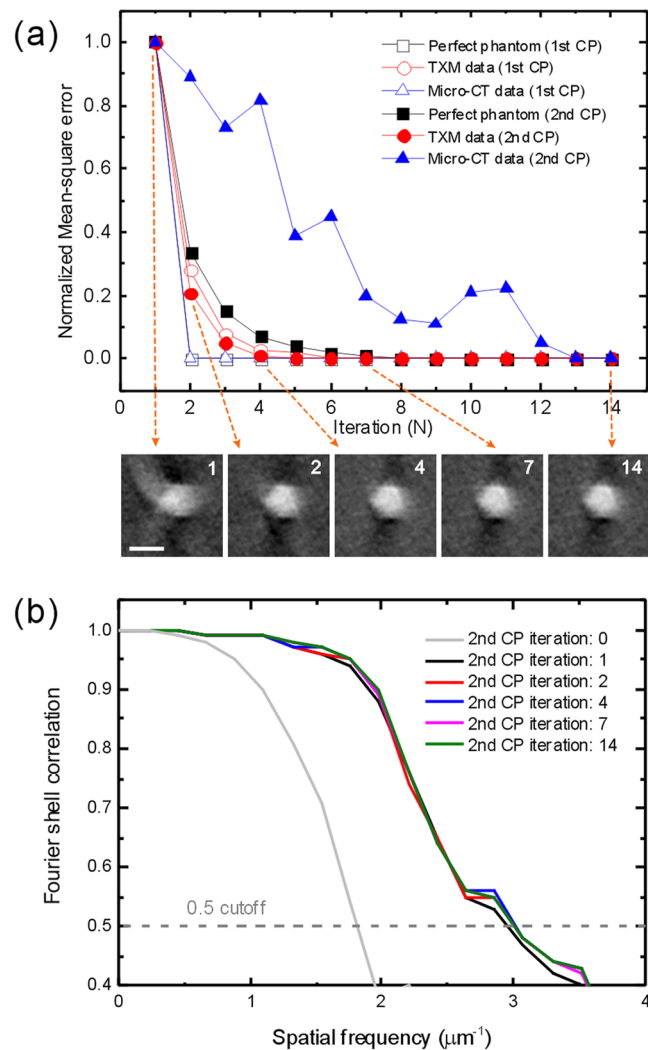 (a)
Normalized Mean-square error
1.0
0.8
0.6
0.4
0.2
0.0
Perfect phantom (1st CP)
TXM data (1st CP)
Micro-CT data (1st CP)
Perfect phantom (2nd CP)
TXM data (2nd CP)
Micro-CT data (2nd CP)
0 2 4 6 8 10 12 14
Iteration (N)
1 2 4 7 14
(b)
Fourier shell correlation
1.0
0.9
0.8
0.7
0.6
0.5
0.4
2nd CP iteration: 0
2nd CP iteration: 1
2nd CP iteration: 2
2nd CP iteration: 4
2nd CP iteration: 7
2nd CP iteration: 14
0.5 cutoff
0 1 2 3 4
Spatial frequency (μm⁻¹)